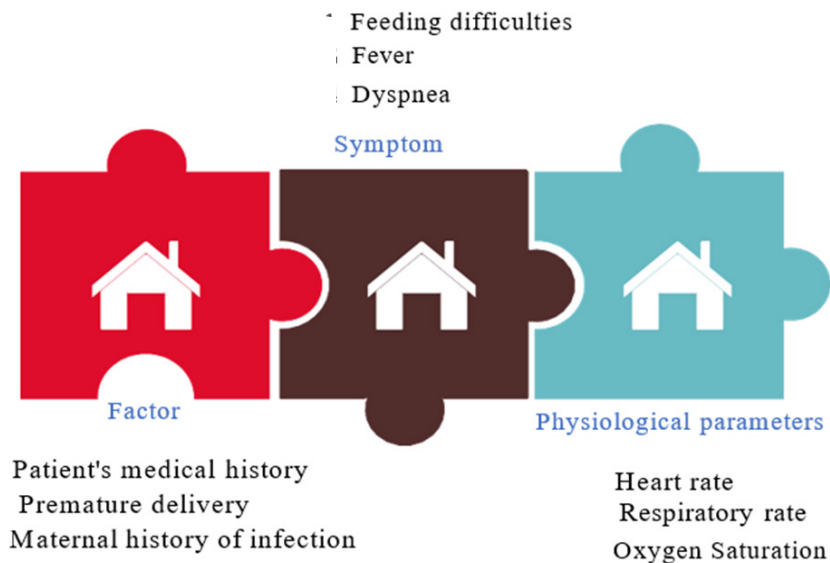 Feeding difficulties
Fever
Dyspnea
Symptom
Factor
Physiological parameters
Patient's medical history
Premature delivery
Maternal history of infection
Heart rate
Respiratory rate
Oxygen Saturation